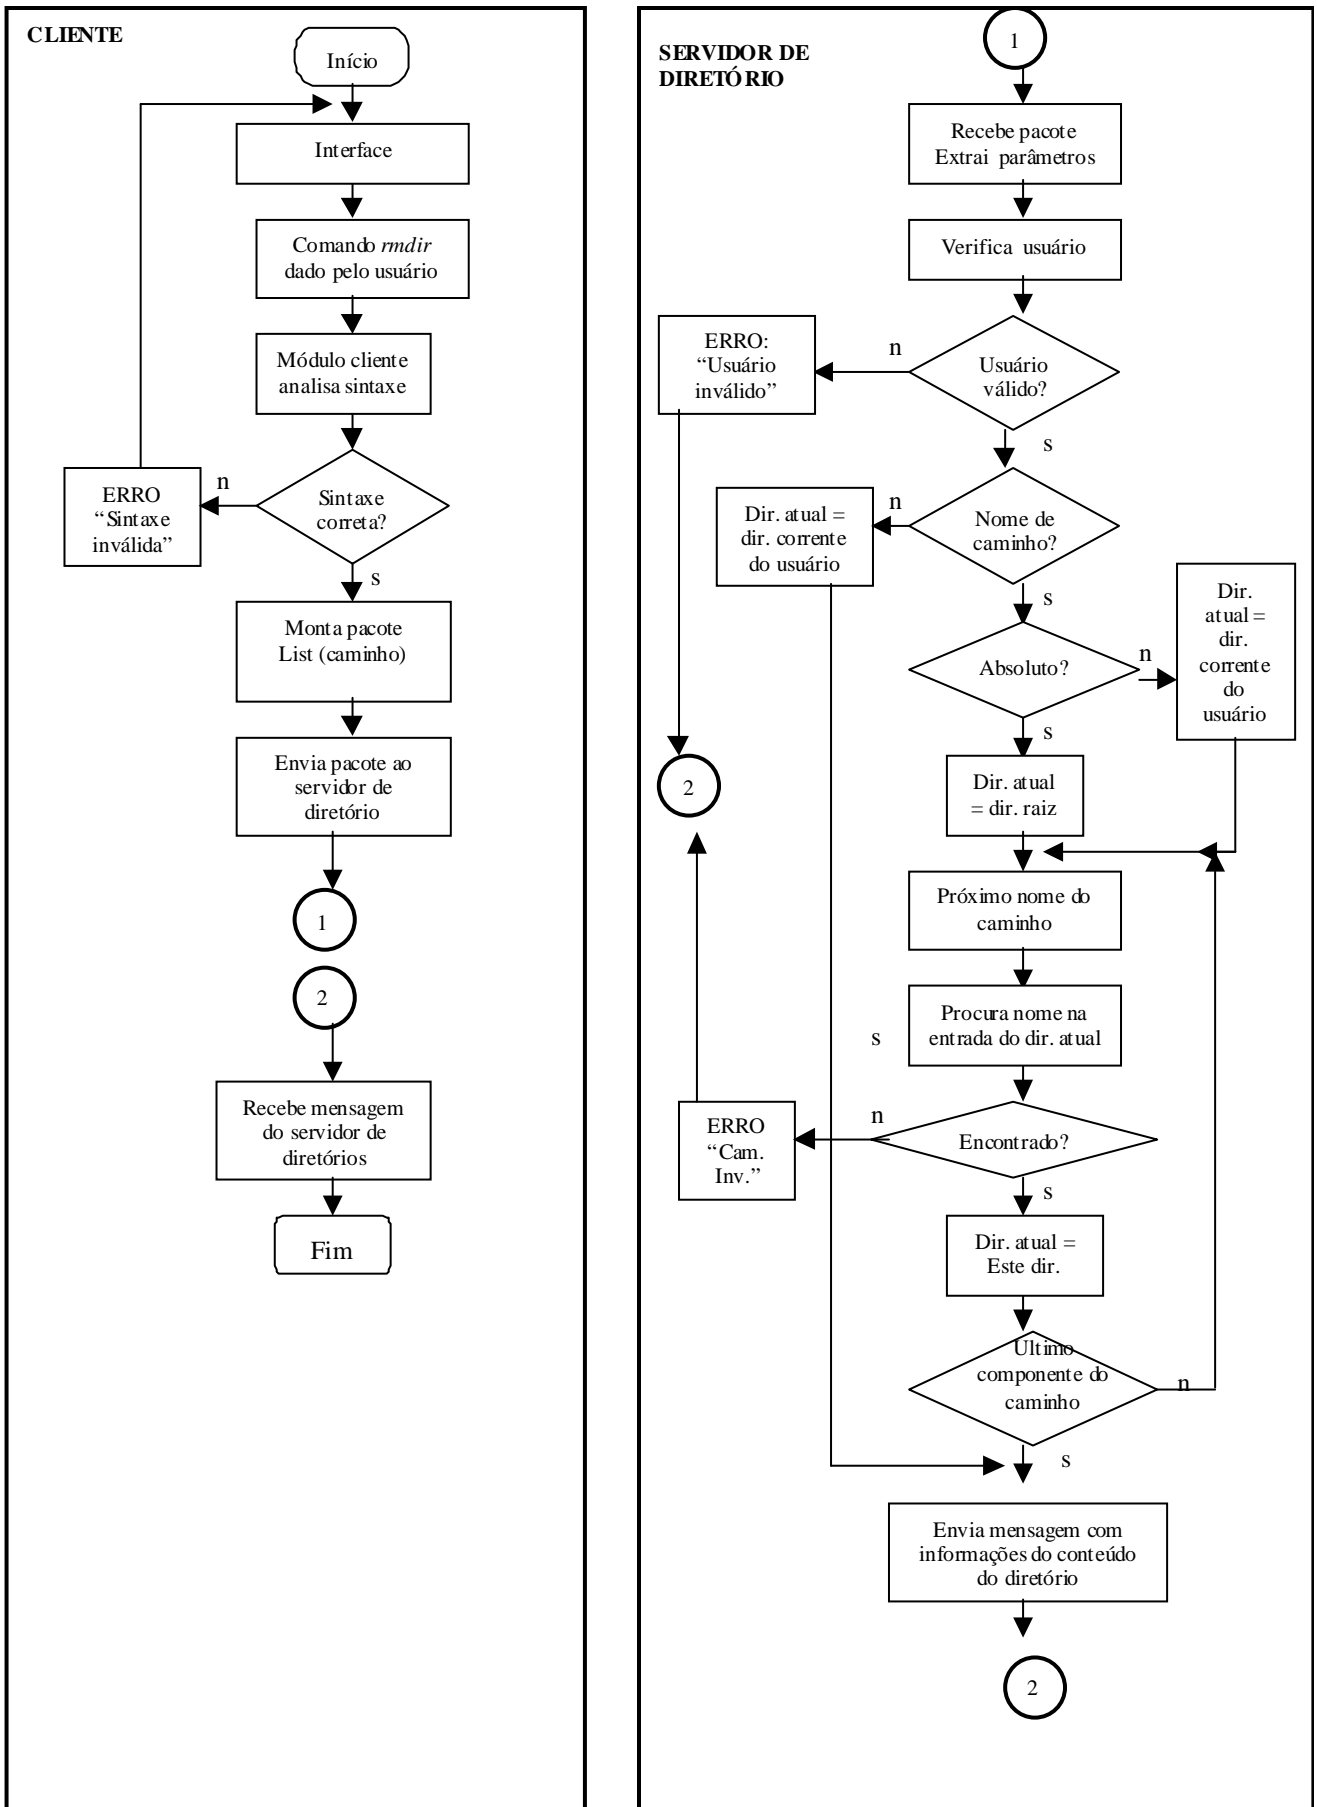 CLIENTE
Início
Interface
Comando rmdir
dado pelo usuário
Módulo cliente
analisa sintaxe
Sintaxe
correta?
n
ERRO
“Sintaxe
inválida”
s
Monta pacote
List (caminho)
Envia pacote ao
servidor de
diretório
1
2
Recebe mensagem
do servidor de
diretórios
Fim
SERVIDOR DE
DIRETÓRIO
1
Recebe pacote
Extrai parâmetros
Verifica usuário
Usuário
válido?
n
ERRO:
“Usuário
inválido”
s
Nome de
caminho?
n
Dir. atual =
dir. corrente
do usuário
s
Absoluto?
n
Dir.
atual =
dir.
corrente
do
usuário
s
2
Dir. atual
= dir. raiz
Próximo nome do
caminho
Procura nome na
entrada do dir. atual
s
Encontrado?
n
ERRO
“Cam.
Inv.”
s
Dir. atual =
Este dir.
Ultimo
componente do
caminho
n
s
Envia mensagem com
informações do conteúdo
do diretório
2